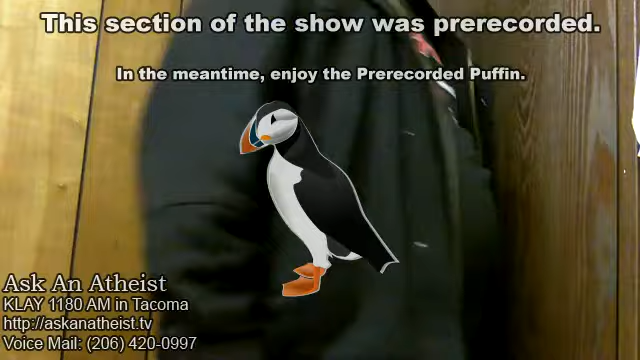 This section of the show was prerecorded.
In the meantime, enjoy the Prerecorded Puffin.
Ask An Atheist
KLAY 1180 AM in Tacoma
http://askanatheist.tv
Voice Mail: (206) 420-0997